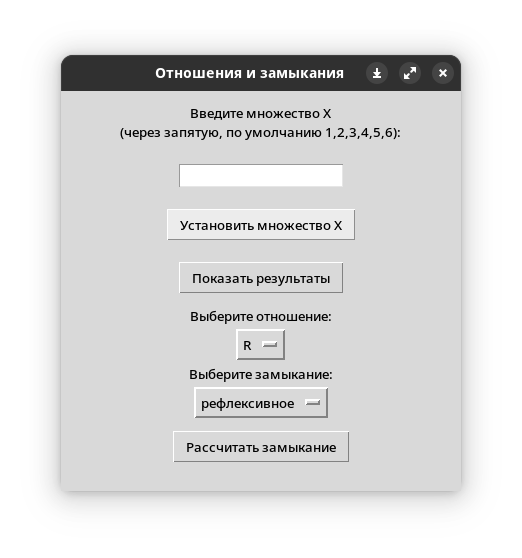 Отношения и замыкания
Введите множество X
(через запятую, по умолчанию 1,2,3,4,5,6):
Установить множество X
Показать результаты
Выберите отношение:
R
Выберите замыкание:
рефлексивное
Рассчитать замыкание